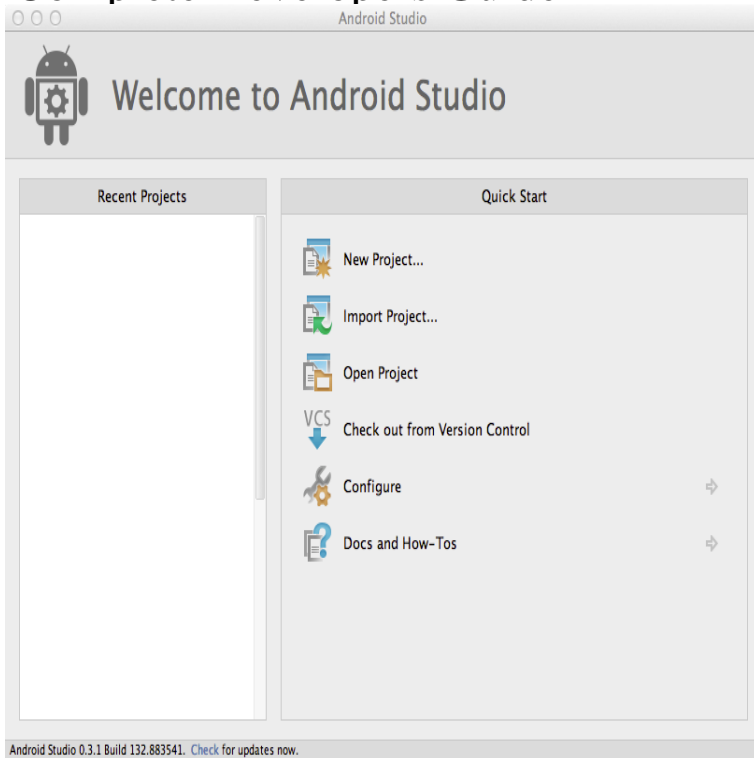 Android Studio
Welcome to Android Studio
Recent Projects
Quick Start
New Project...
Import Project...
Open Project
VCS
Check out from Version Control
Configure
Docs and How-Tos
Android Studio 0.3.1 Build 132.883541. Check for updates now.